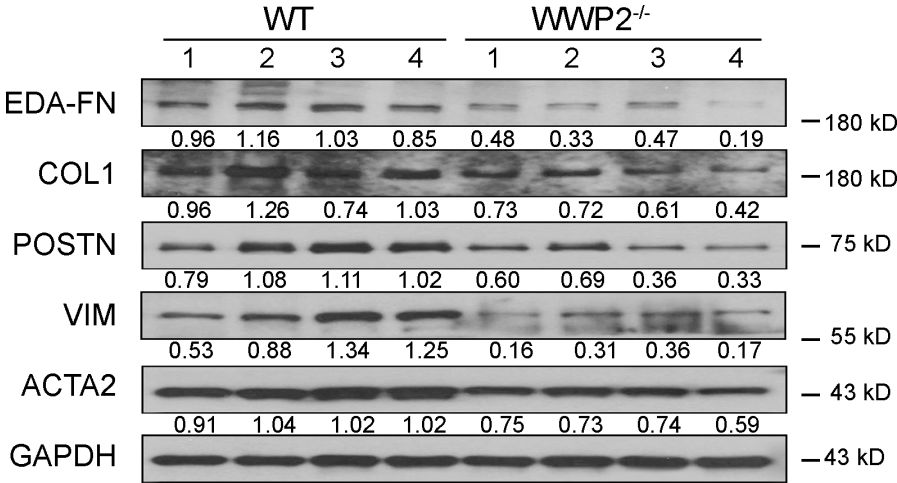 WT WWP2-/-
1 2 3 4 1 2 3 4
EDA-FN 180 kD
0.96 1.16 1.03 0.85 0.48 0.33 0.47 0.19
COL1 180 kD
0.96 1.26 0.74 1.03 0.73 0.72 0.61 0.42
POSTN 75 kD
0.79 1.08 1.11 1.02 0.60 0.69 0.36 0.33
VIM 55 kD
0.53 0.88 1.34 1.25 0.16 0.31 0.36 0.17
ACTA2 43 kD
0.91 1.04 1.02 1.02 0.75 0.73 0.74 0.59
GAPDH 43 kD